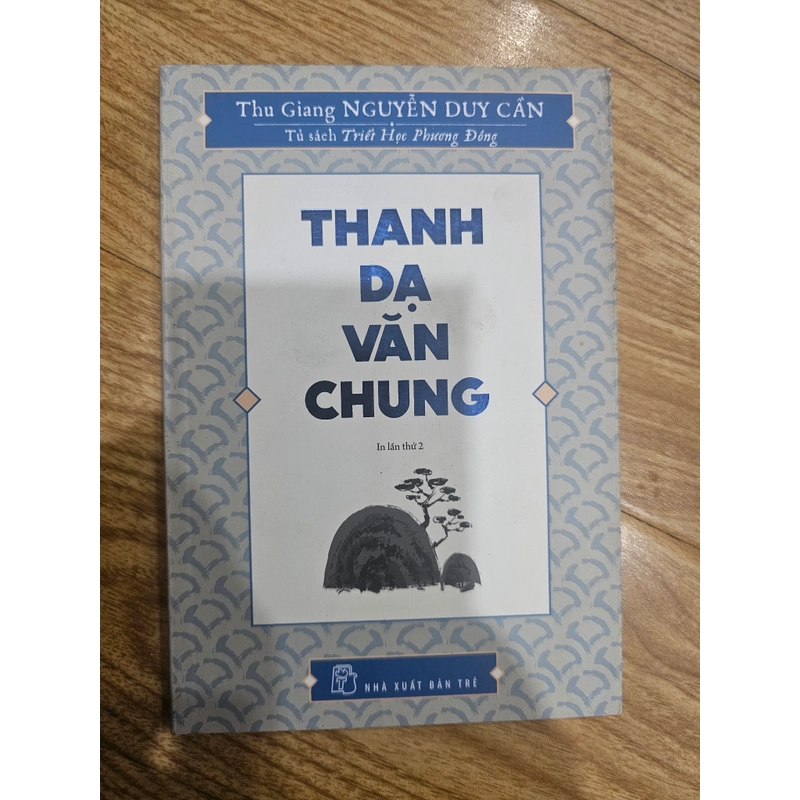 Thu Giang NGUYỄN DUY CẦN
Tủ sách Triết Học Phương Đông
THANH
DẠ
VĂN
CHUNG
In lần thứ 2
NHÀ XUẤT BẢN TRẺ